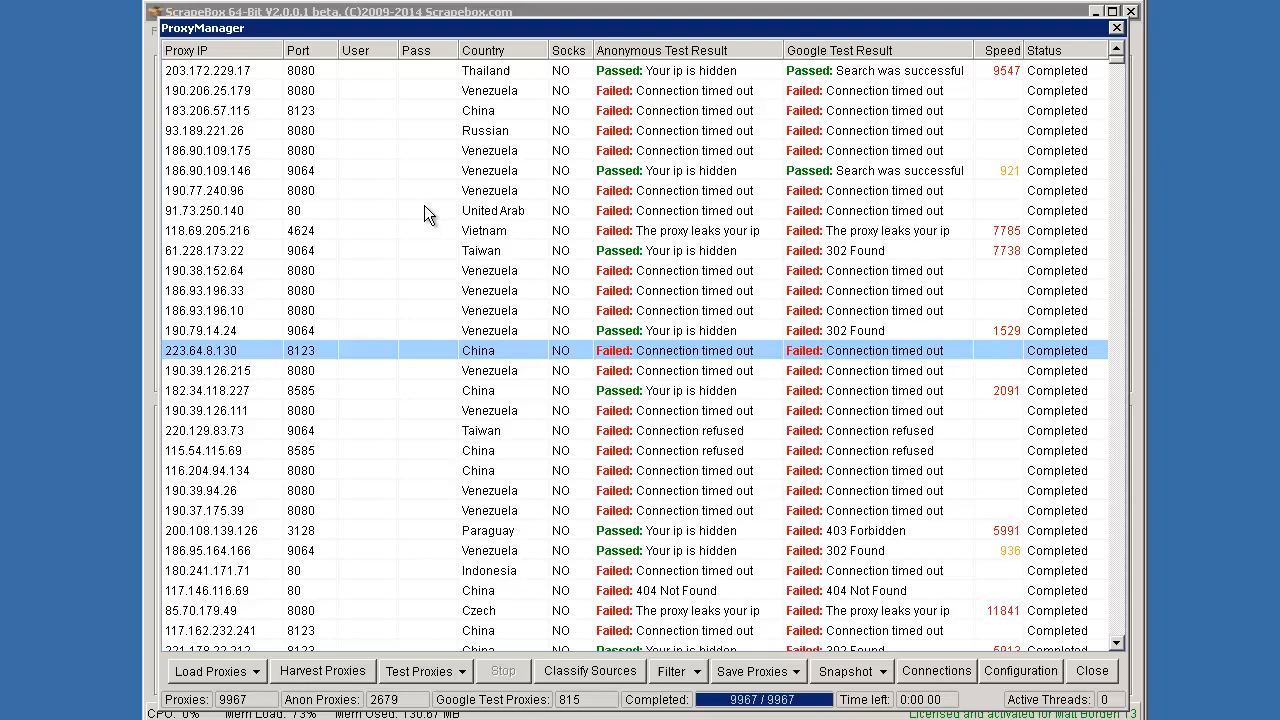 ScrapeBox 64-Bit V2.0.0.1 beta. (C)2009-2014 Scrapebox.com
ProxyManager
Proxy IP Port User Pass Country Socks Anonymous Test Result Google Test Result Speed Status
203.172.229.17 8080 Thailand NO Passed: Your ip is hidden Passed: Search was successful 9547 Completed
190.206.25.179 8080 Venezuela NO Failed: Connection timed out Failed: Connection timed out Completed
183.206.57.115 8123 China NO Failed: Connection timed out Failed: Connection timed out Completed
93.189.221.26 8080 Russian NO Failed: Connection timed out Failed: Connection timed out Completed
186.90.109.175 8080 Venezuela NO Failed: Connection timed out Failed: Connection timed out Completed
186.90.109.146 9064 Venezuela NO Passed: Your ip is hidden Passed: Search was successful 921 Completed
190.77.240.96 8080 Venezuela NO Failed: Connection timed out Failed: Connection timed out Completed
91.73.250.140 80 United Arab NO Failed: Connection timed out Failed: Connection timed out Completed
118.69.205.216 4624 Vietnam NO Failed: The proxy leaks your ip Failed: The proxy leaks your ip 7785 Completed
61.228.173.22 9064 Taiwan NO Passed: Your ip is hidden Failed: 302 Found 7738 Completed
190.38.152.64 8080 Venezuela NO Failed: Connection timed out Failed: Connection timed out Completed
186.93.196.33 8080 Venezuela NO Failed: Connection timed out Failed: Connection timed out Completed
186.93.196.10 8080 Venezuela NO Failed: Connection timed out Failed: Connection timed out Completed
190.79.14.24 9064 Venezuela NO Passed: Your ip is hidden Failed: 302 Found 1529 Completed
223.64.8.130 8123 China NO Failed: Connection timed out Failed: Connection timed out Completed
190.39.126.215 8080 Venezuela NO Failed: Connection timed out Failed: Connection timed out Completed
182.34.118.227 8585 China NO Passed: Your ip is hidden Failed: Connection timed out 2091 Completed
190.39.126.111 8080 Venezuela NO Failed: Connection timed out Failed: Connection timed out Completed
220.129.83.73 9064 Taiwan NO Failed: Connection refused Failed: Connection refused Completed
115.54.115.69 8585 China NO Failed: Connection refused Failed: Connection refused Completed
116.204.94.134 8080 China NO Failed: Connection timed out Failed: Connection timed out Completed
190.39.94.26 8080 Venezuela NO Failed: Connection timed out Failed: Connection timed out Completed
190.37.175.39 8080 Venezuela NO Failed: Connection timed out Failed: Connection timed out Completed
200.108.139.126 3128 Paraguay NO Passed: Your ip is hidden Failed: 403 Forbidden 5991 Completed
186.95.164.166 9064 Venezuela NO Passed: Your ip is hidden Failed: 302 Found 936 Completed
180.241.171.71 80 Indonesia NO Failed: Connection timed out Failed: Connection timed out Completed
117.146.116.69 80 China NO Failed: 404 Not Found Failed: 404 Not Found Completed
85.70.179.49 8080 Czech NO Failed: The proxy leaks your ip Failed: The proxy leaks your ip 11841 Completed
117.162.232.241 8123 China NO Failed: Connection timed out Failed: Connection timed out Completed
Load Proxies Harvest Proxies Test Proxies Stop Classify Sources Filter Save Proxies Snapshot Connections Configuration Close
Proxies: 9967 Anon Proxies: 2679 Google Test Proxies: 815 Completed: 9967 / 9967 Time left: 0:00 00 Active Threads: 0